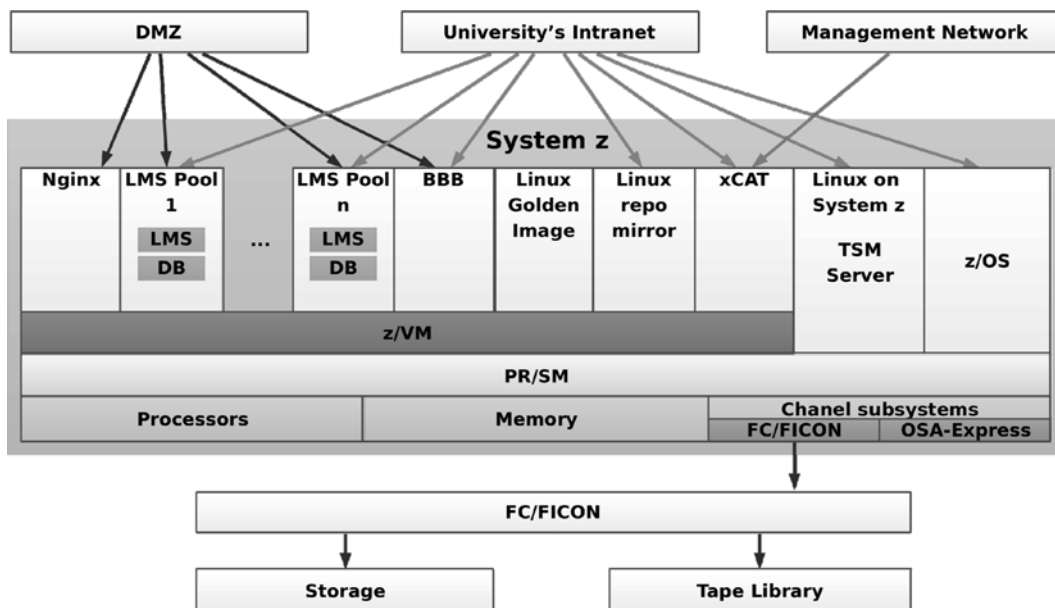 DMZ
University's Intranet
Management Network
System z
Nginx
LMS Pool
1
LMS
DB
...
LMS Pool
n
LMS
DB
BBB
Linux
Golden
Image
Linux
repo
mirror
xCAT
Linux on
System z
TSM
Server
z/OS
z/VM
PR/SM
Processors
Memory
Chanel subsystems
FC/FICON
OSA-Express
FC/FICON
Storage
Tape Library